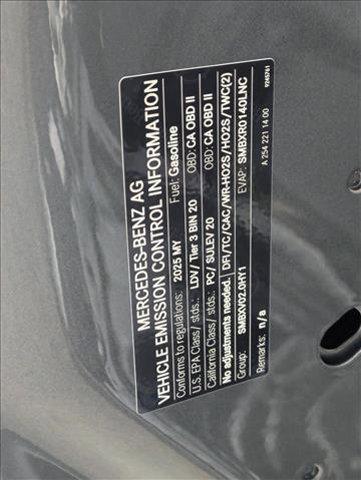 MERCEDES-BENZ AG
VEHICLE EMISSION CONTROL INFORMATION
Conforms to regulations: 2025 MY Fuel: Gasoline
U.S. EPA Class/ stds.: LDV/ Tier 3 BIN 20 OBD: CA OBD II
California Class/ stds.: PC/ SULEV 20 OBD: CA OBD II
No adjustments needed. DFI/TC/CAC/WR-HO2S/HO2S/TWC(2)
Group: SMBXV02.0HY1 EVAP: SMBXR0140LNC
Remarks: n/a A 254 221 14 00
9245761